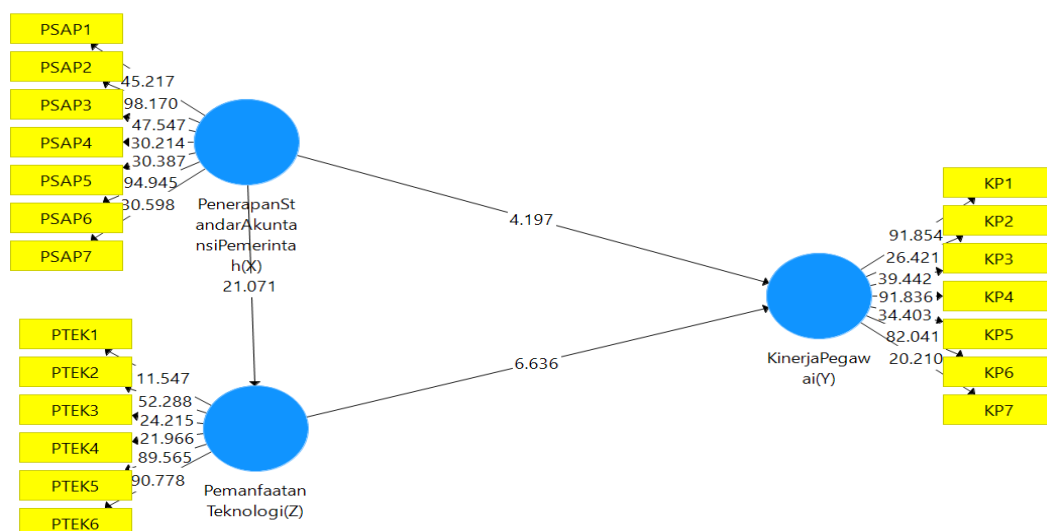 PSAP1
PSAP2
PSAP3
PSAP4
PSAP5
PSAP6
PSAP7
45.217
98.170
47.547
30.214
30.387
94.945
30.598
PenerapanSt
andarAkunta
nsiPemerinta
h(X)
21.071
4.197
6.636
PTEK1
PTEK2
PTEK3
PTEK4
PTEK5
PTEK6
11.547
52.288
24.215
21.966
89.565
90.778
Pemanfaatan
Teknologi(Z)
KinerjaPegaw
ai(Y)
91.854
26.421
39.442
91.836
34.403
82.041
20.210
KP1
KP2
KP3
KP4
KP5
KP6
KP7